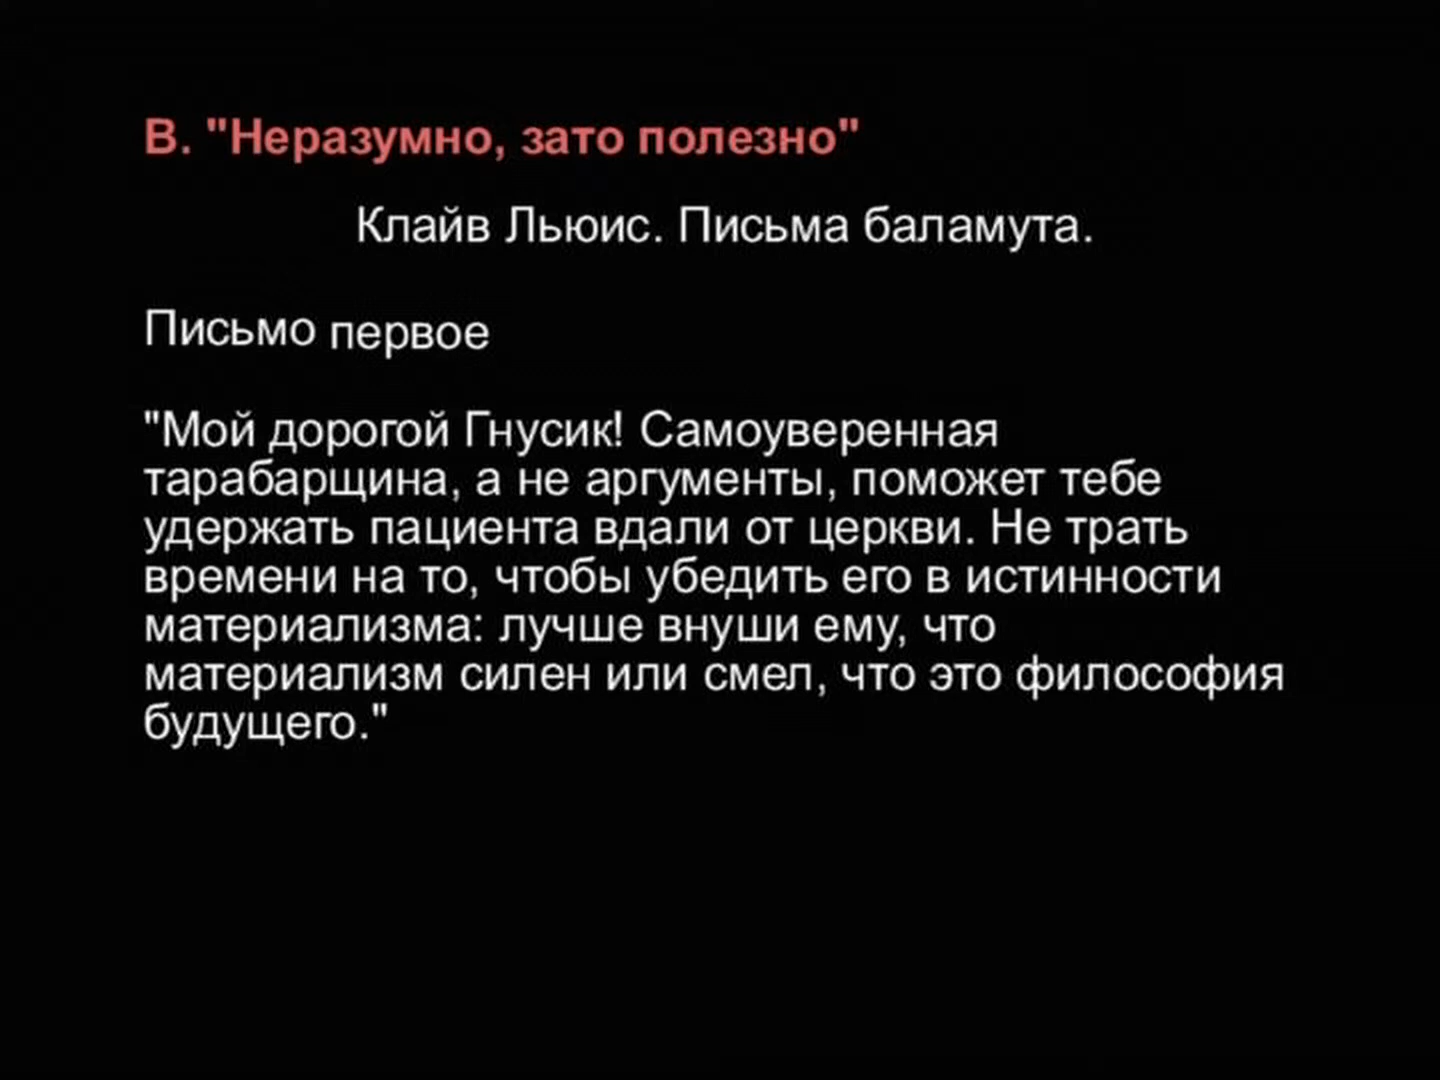 В. "Неразумно, зато полезно"
Клайв Льюис. Письма баламута.
Письмо первое
"Мой дорогой Гнусик! Самоуверенная
тарабарщина, а не аргументы, поможет тебе
удержать пациента вдали от церкви. Не трать
времени на то, чтобы убедить его в истинности
материализма: лучше внуши ему, что
материализм силен или смел, что это философия
будущего."